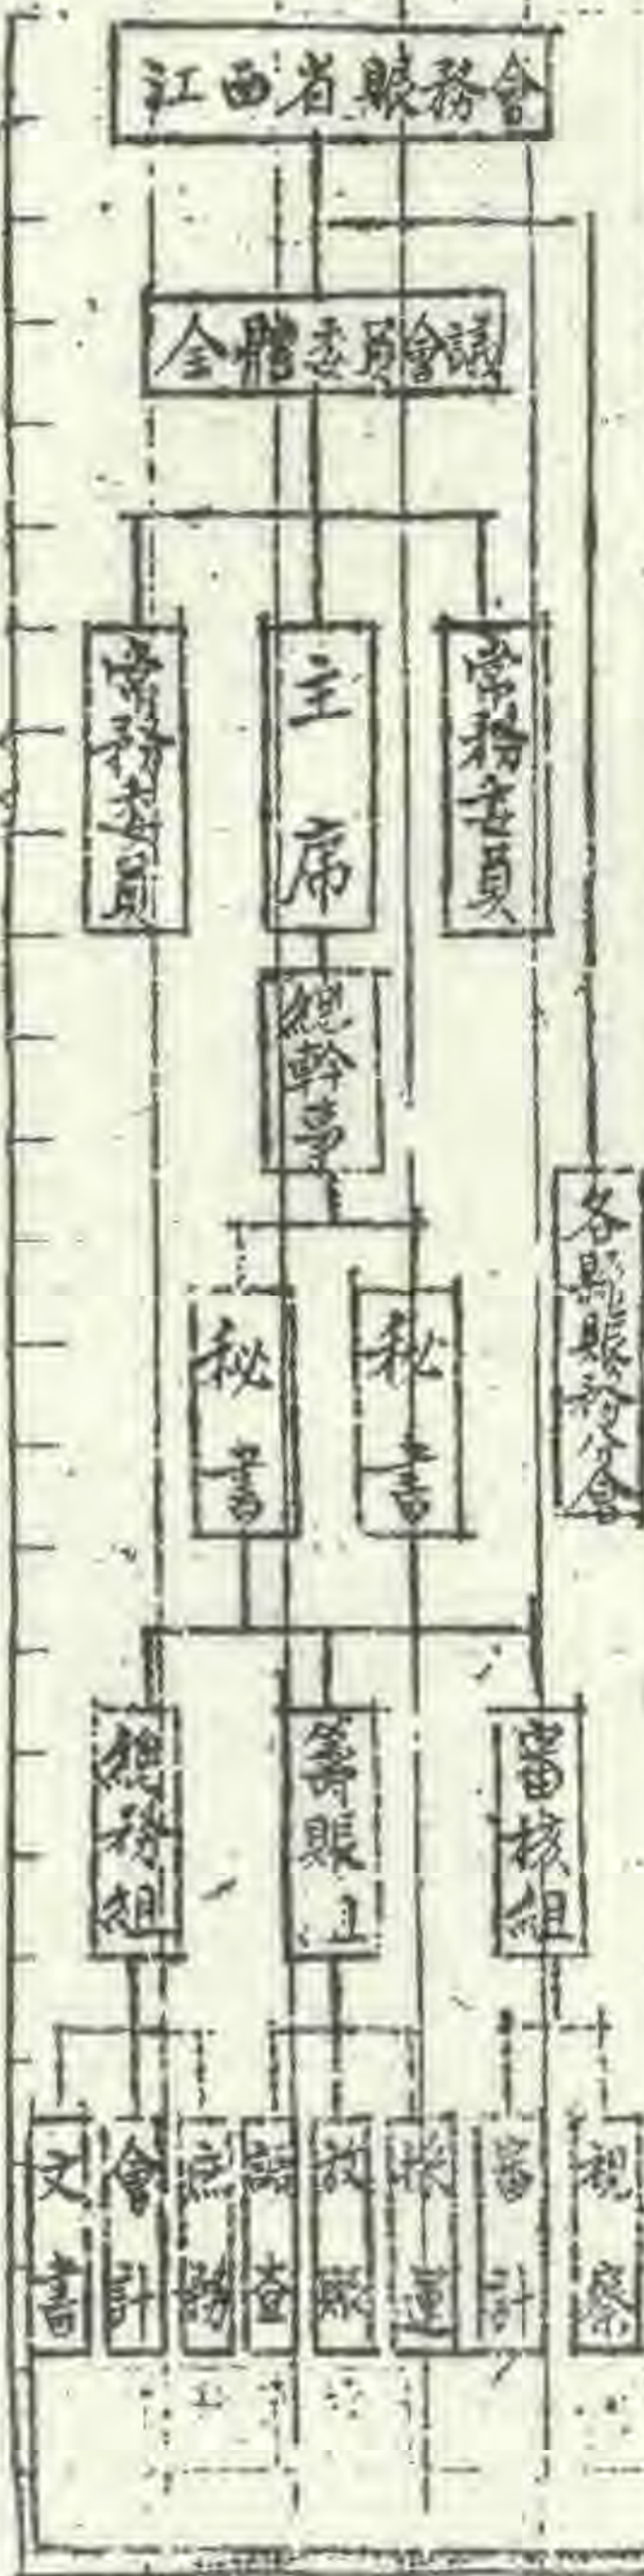 江西省賑務會
全體委員會議
常務委員
主席
常務委員
總幹事
秘書
秘書
各縣賑務分會
總務組
籌賑組
審核組
文書
會計
庶務
調查
放賑
運
審計
視察